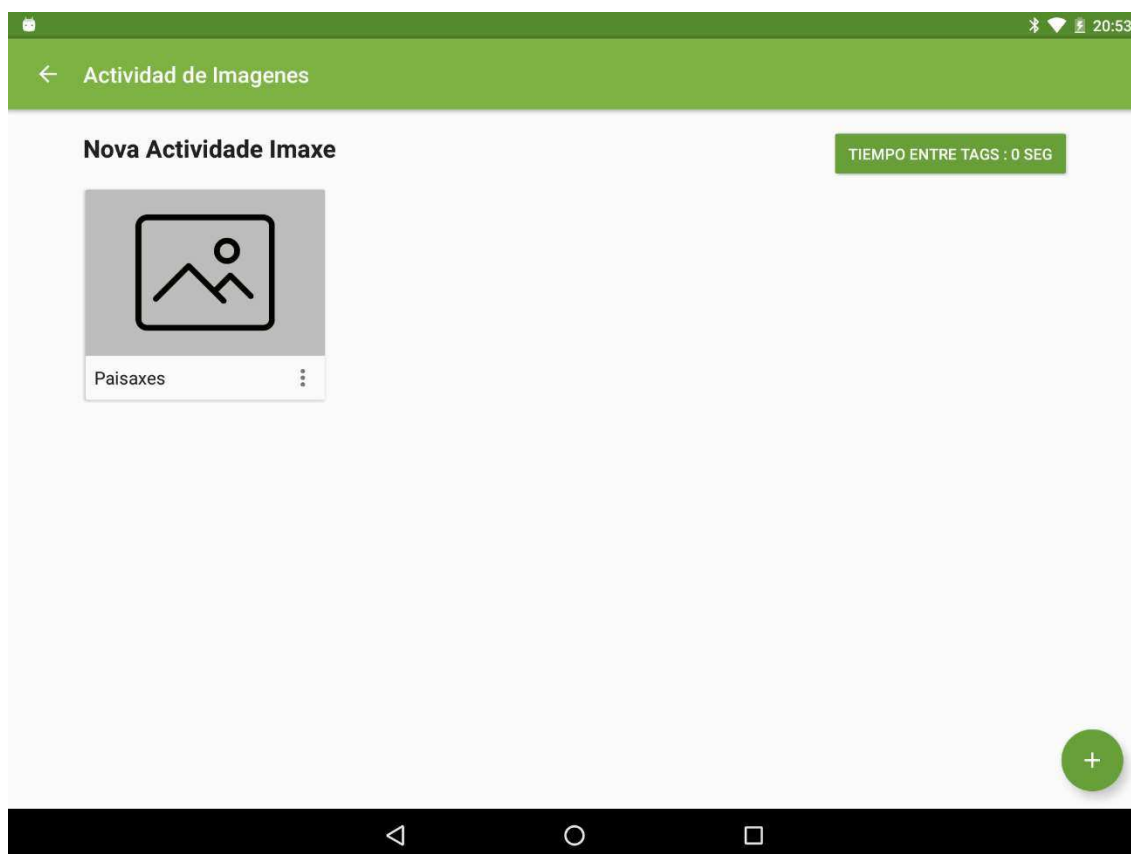 20:53
Actividad de Imagenes
Nova Actividade Imaxe
TIEMPO ENTRE TAGS : 0 SEG
Paisaxes